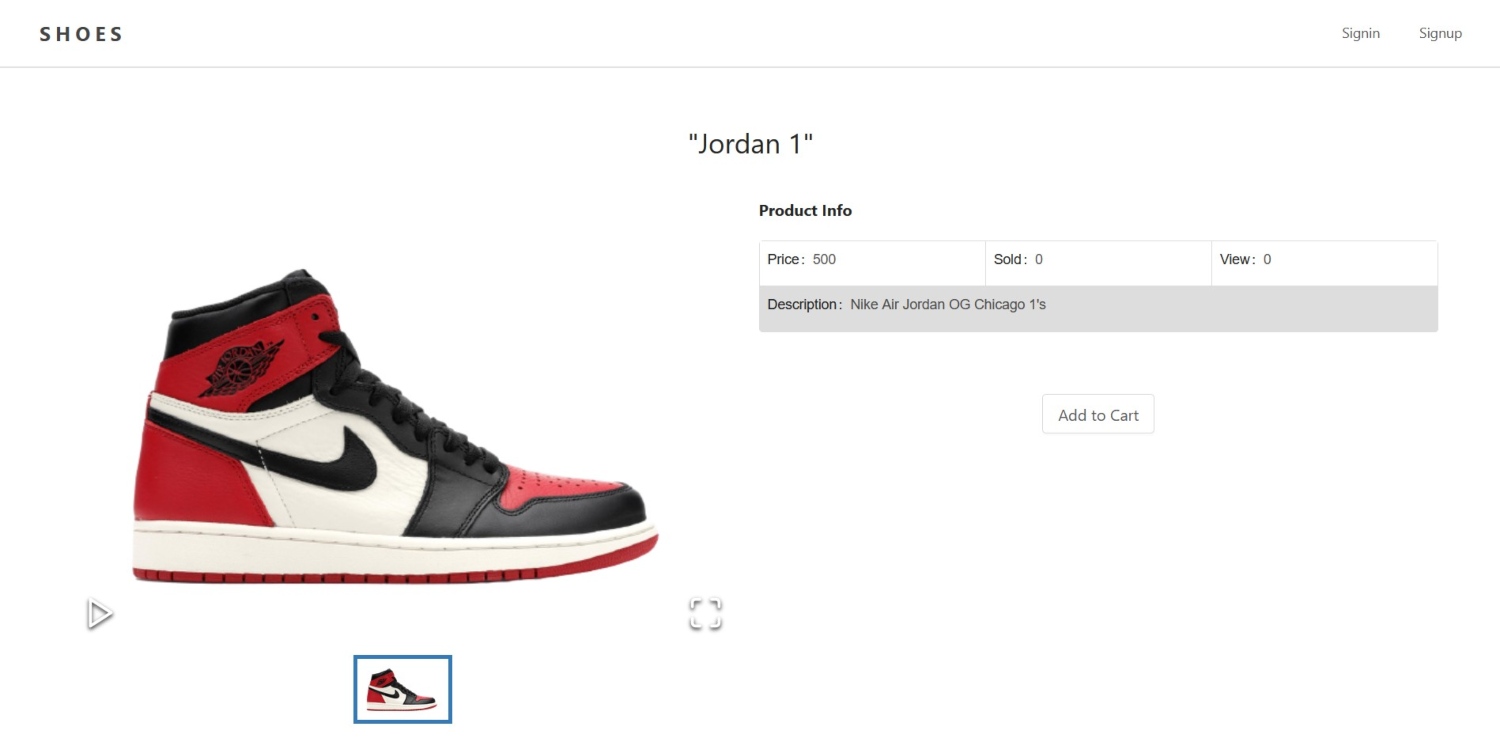 SHOES
Signin
Signup
"Jordan 1"
Product Info
Price: 500
Sold: 0
View: 0
Description: Nike Air Jordan OG Chicago 1's
Add to Cart